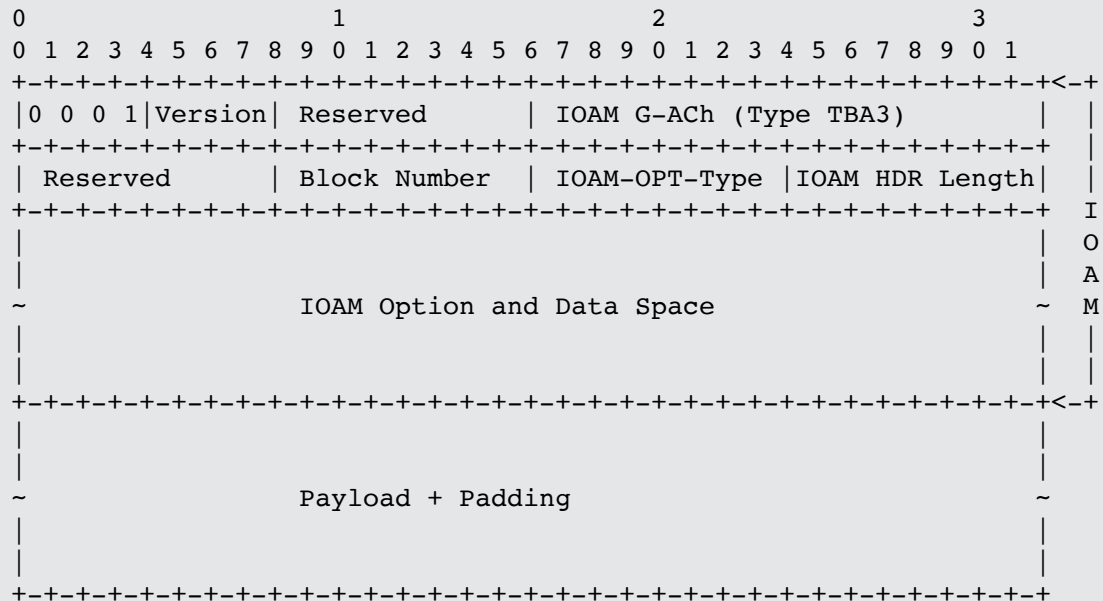 0                   1                   2                   3
0 1 2 3 4 5 6 7 8 9 0 1 2 3 4 5 6 7 8 9 0 1 2 3 4 5 6 7 8 9 0 1
+-+-+-+-+-+-+-+-+-+-+-+-+-+-+-+-+-+-+-+-+-+-+-+-+-+-+-+-+-+-+-+-+<-+
|0 0 0 1|Version| Reserved      | IOAM G-ACh (Type TBA3)        |  |
+-+-+-+-+-+-+-+-+-+-+-+-+-+-+-+-+-+-+-+-+-+-+-+-+-+-+-+-+-+-+-+-+  |
| Reserved      | Block Number  | IOAM-OPT-Type |IOAM HDR Length|  |
+-+-+-+-+-+-+-+-+-+-+-+-+-+-+-+-+-+-+-+-+-+-+-+-+-+-+-+-+-+-+-+-+  I
|                                                               |  O
|                                                               |  A
~                 IOAM Option and Data Space                    ~  M
|                                                               |  |
|                                                               |  |
+-+-+-+-+-+-+-+-+-+-+-+-+-+-+-+-+-+-+-+-+-+-+-+-+-+-+-+-+-+-+-+-+<-+
|                                                               |
|                                                               |
~                 Payload + Padding                             ~
|                                                               |
|                                                               |
+-+-+-+-+-+-+-+-+-+-+-+-+-+-+-+-+-+-+-+-+-+-+-+-+-+-+-+-+-+-+-+-+